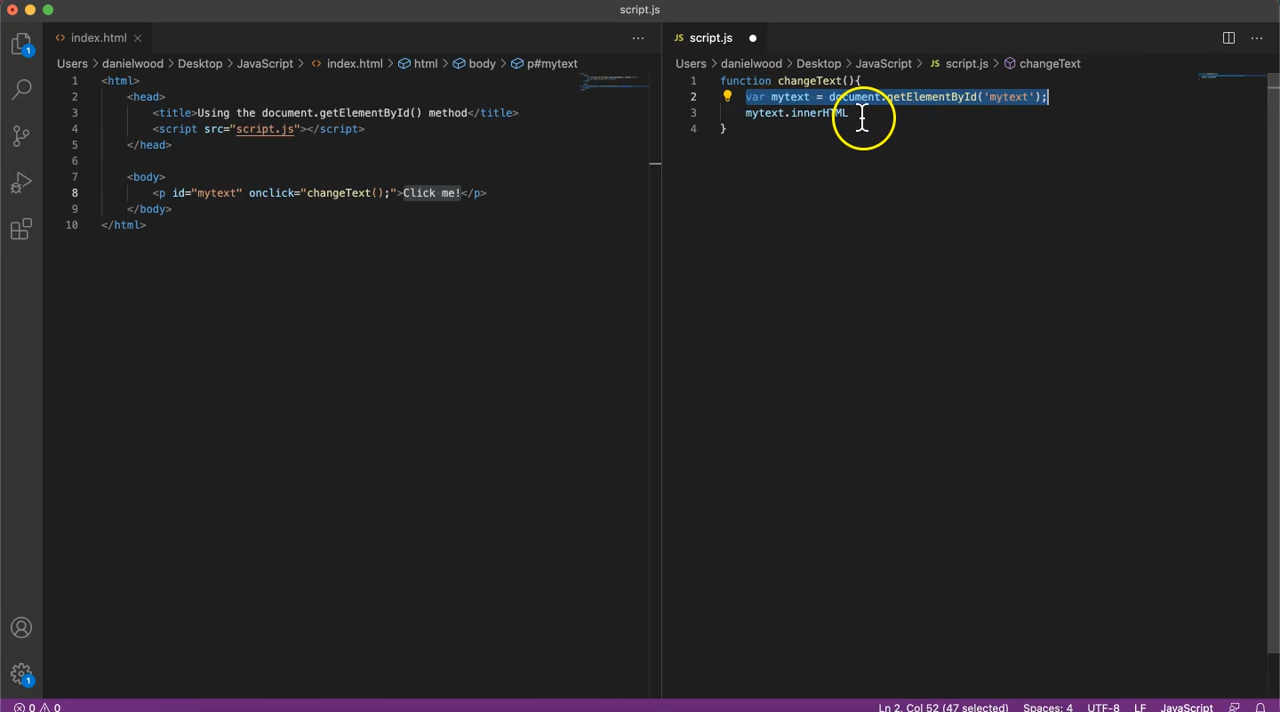 script.js
index.html
JS script.js
Users > danielwood > Desktop > JavaScript > index.html > html > body > p#mytext
Users > danielwood > Desktop > JavaScript > JS script.js > changeText
1 <html>
2 <head>
3 <title>Using the document.getElementById() method</title>
4 <script src="script.js"></script>
5 </head>
6
7 <body>
8 <p id="mytext" onclick="changeText();">Click me!</p>
9 </body>
10 </html>
1 function changeText(){
2 var mytext = document.getElementById('mytext');
3 mytext.innerHTML
4 }
1
1
0 0
Ln 2, Col 52 (47 selected) Spaces: 4 UTF-8 LF JavaScript